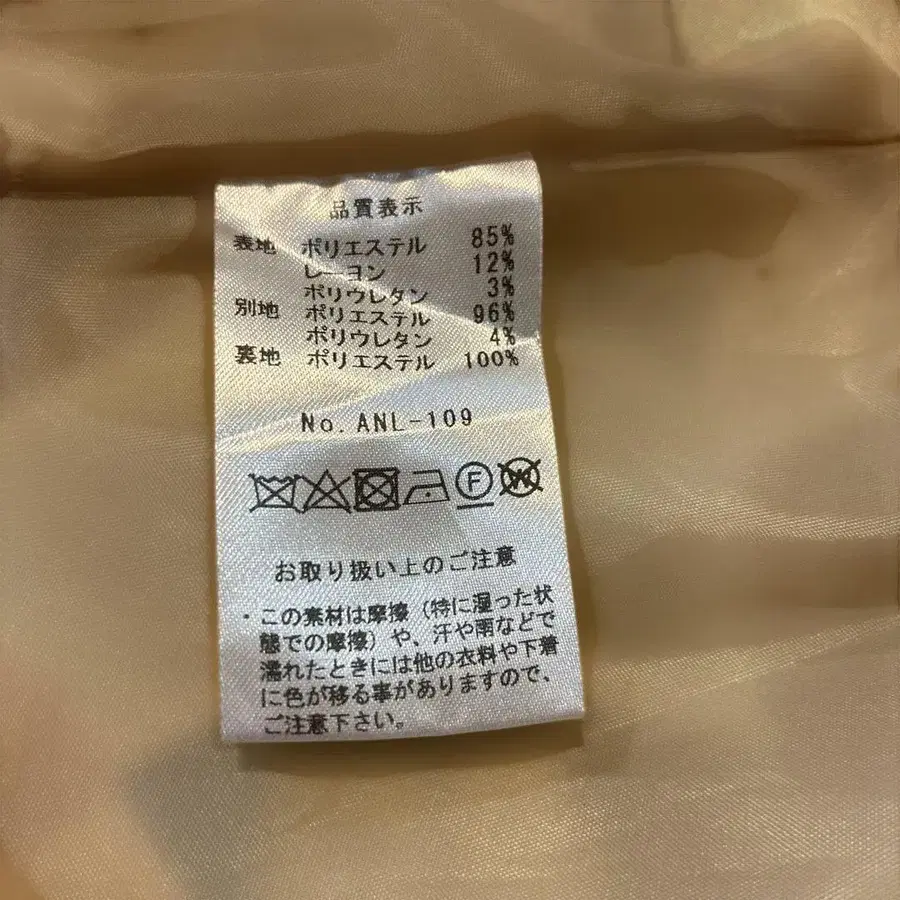 品質表示
表地 ポリエステル 85%
レーヨン 12%
ポリウレタン 3%
別地 ポリエステル 96%
ポリウレタン 4%
裏地 ポリエステル 100%
No. ANL-109
F W
お取り扱い上のご注意
・この素材は摩擦(特に湿った状
態での摩擦)や、汗や雨などで
濡れたときには他の衣料や下着
に色が移る事がありますので、
ご注意下さい。